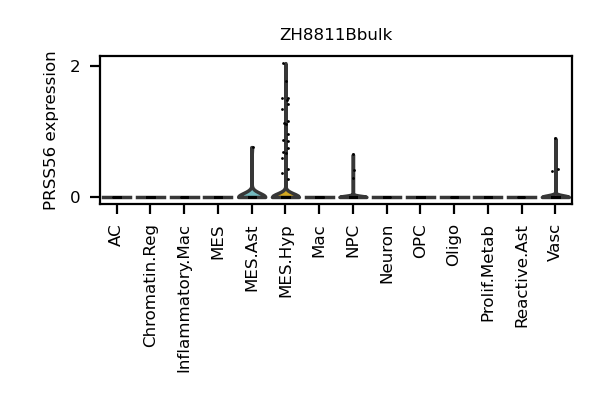 ZH8811Bbulk
PRSS56 expression
2
0
AC
Chromatin.Reg
Inflammatory.Mac
MES
MES.Ast
MES.Hyp
Mac
NPC
Neuron
OPC
Oligo
Prolif.Metab
Reactive.Ast
Vasc